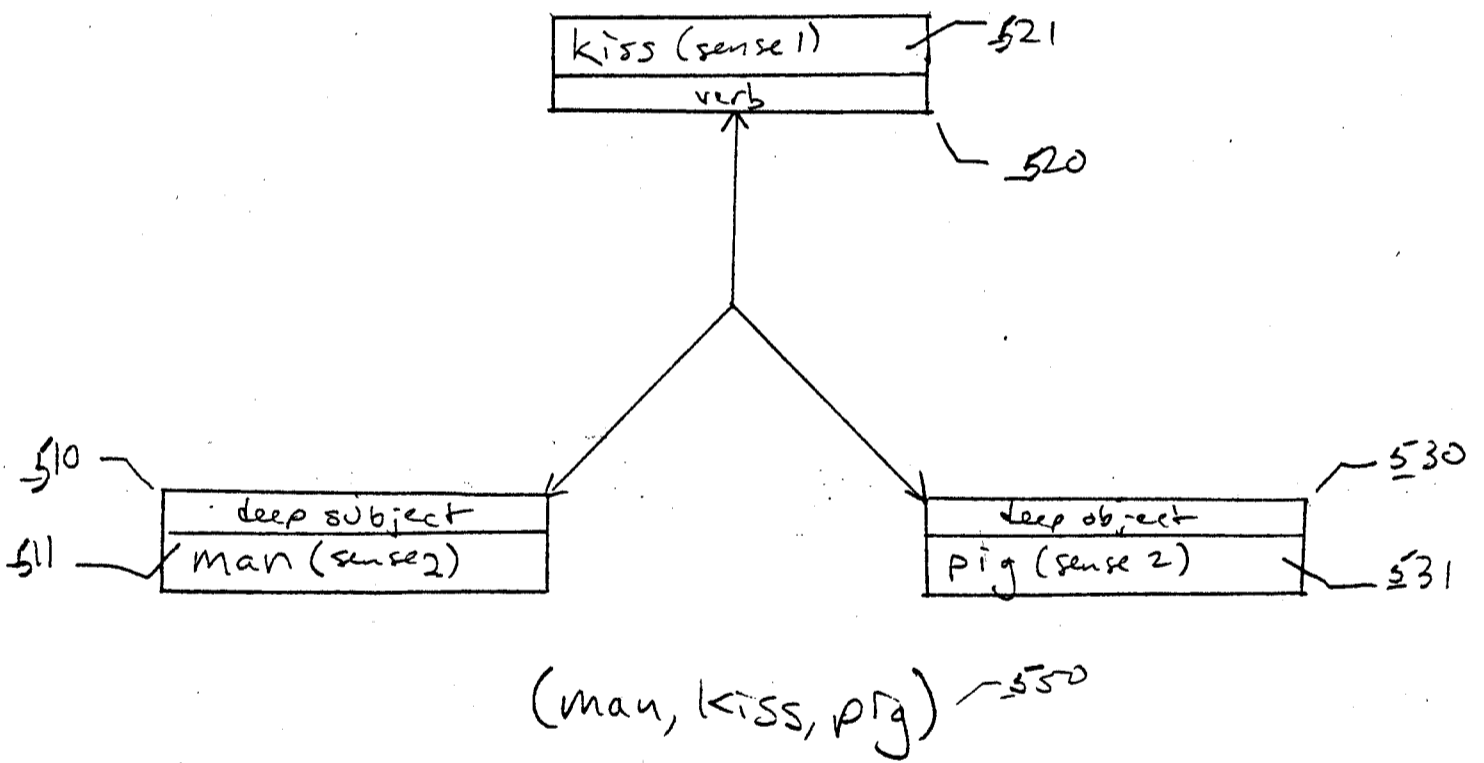 kiss (sense 1)
521
verb
520
510
deep subject
511
man (sense 2)
530
deep object
pig (sense 2)
531
(man, kiss, pig)
550